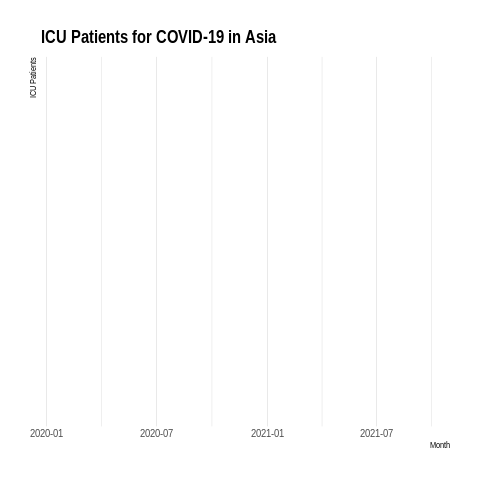 ICU Patients for COVID-19 in Asia
ICU Patients
2020-01
2020-07
2021-01
2021-07
Month